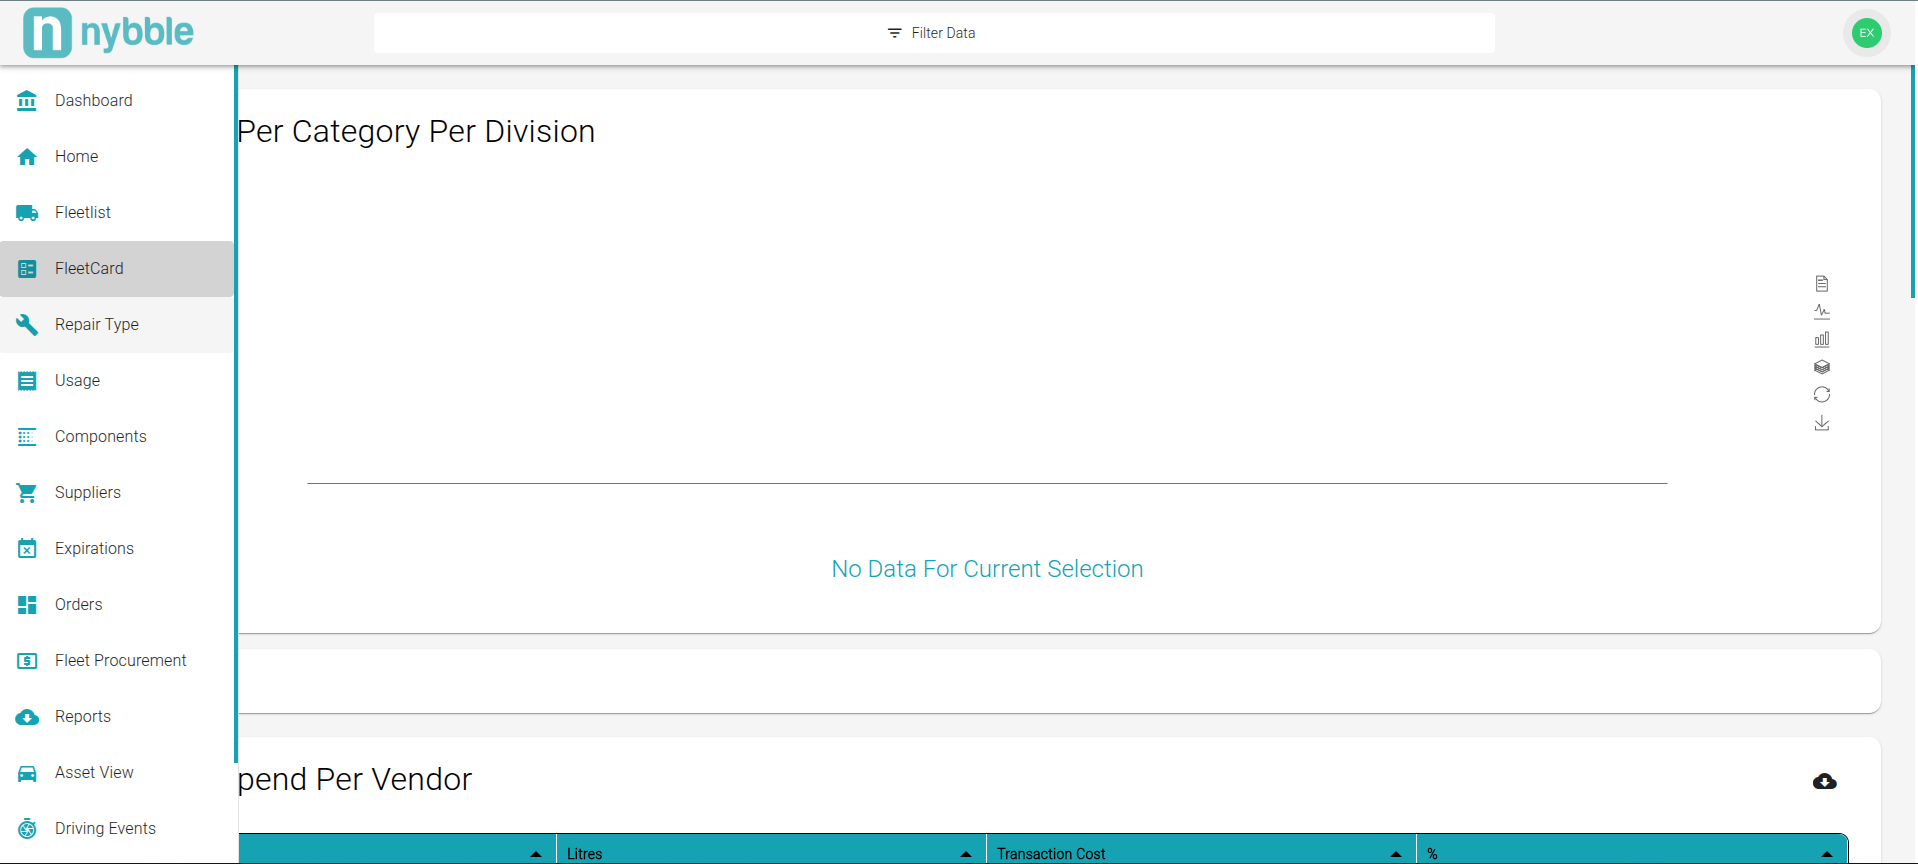 nybble
Filter Data
EX
Dashboard
Home
Fleetlist
FleetCard
Repair Type
Usage
Components
Suppliers
Expirations
Orders
Fleet Procurement
Reports
Asset View
Driving Events
Per Category Per Division
No Data For Current Selection
pend Per Vendor
Litres
Transaction Cost
%